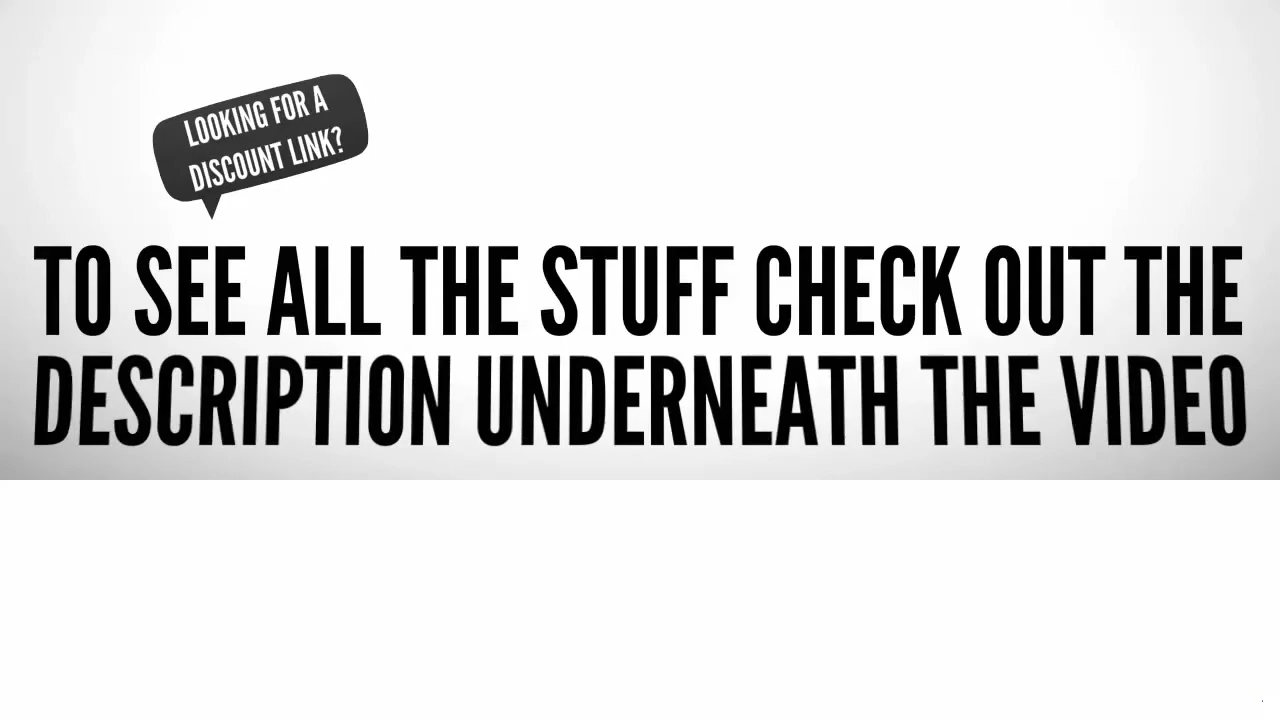 LOOKING FOR A
DISCOUNT LINK?
TO SEE ALL THE STUFF CHECK OUT THE
DESCRIPTION UNDERNEATH THE VIDEO